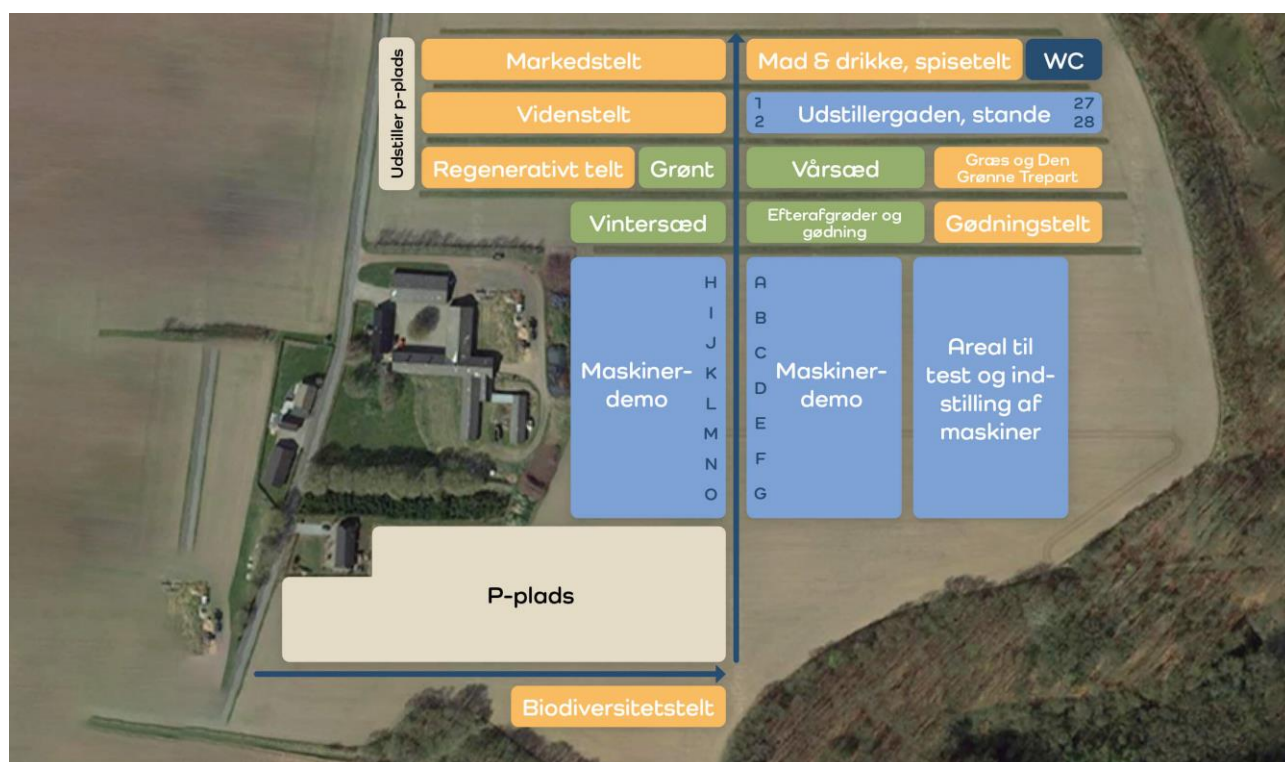 Udstiller p-plads
Markedstelt
Mad & drikke, spisetelt
WC
Videnstelt
1
2
Udstillergaden, stande
27
28
Regenerativt telt
Grønt
Vårsæd
Græs og Den
Grønne Trepart
Vintersæd
Efterafgrøder og
gødning
Gødningstelt
Maskiner-
demo
H
I
J
K
L
M
N
O
A
B
C
D
E
F
G
Maskiner-
demo
Areal til
test og ind-
stilling af
maskiner
P-plads
Biodiversitetstelt